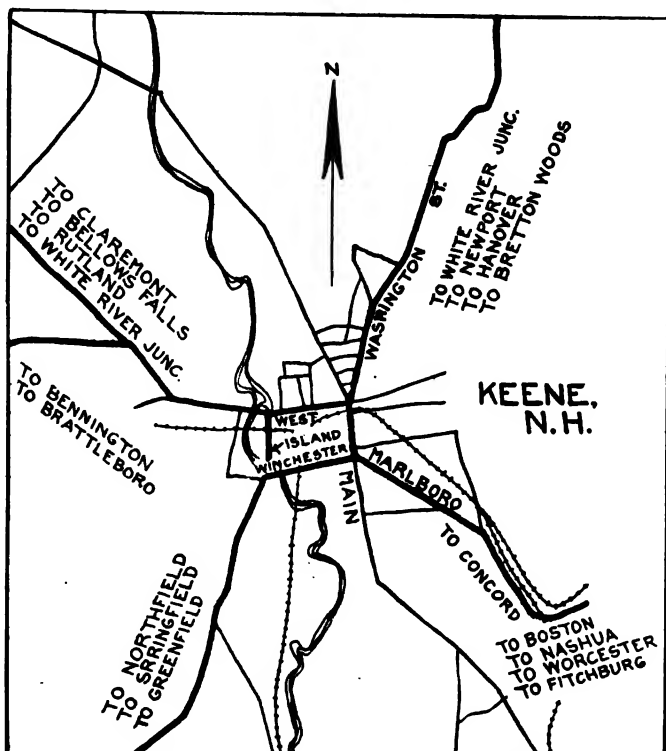 N
TO CLAREMONT
TO BELLOWS FALLS
TO RUTLAND
TO WHITE RIVER JUNC.
WASHINGTON ST.
TO WHITE RIVER JUNC.
TO NEWPORT
TO HANOVER
TO BRETTON WOODS
TO BENNINGTON
TO BRATTLEBORO
KEENE,
N.H.
WEST
ISLAND
WINCHESTER
MAIN
MARLBORO
TO CONCORD
TO NORTHFIELD
TO SRRINGFIELD
TO GREENFIELD
TO BOSTON
TO NASHUA
TO WORCESTER
TO FITCHBURG